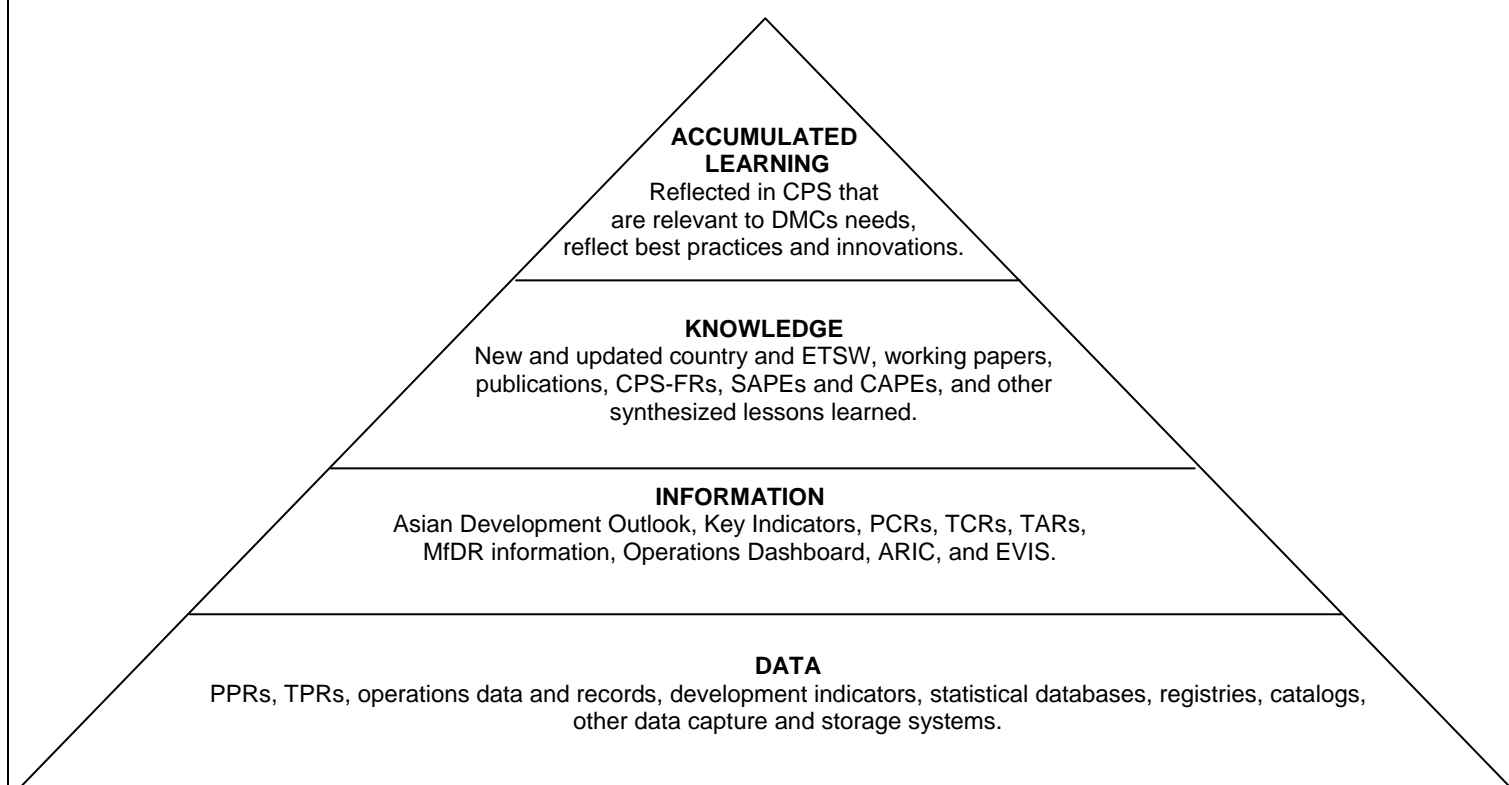 ACCUMULATED
LEARNING
Reflected in CPS that
are relevant to DMCs needs,
reflect best practices and innovations.
KNOWLEDGE
New and updated country and ETSW, working papers,
publications, CPS-FRs, SAPEs and CAPEs, and other
synthesized lessons learned.
INFORMATION
Asian Development Outlook, Key Indicators, PCRs, TCRs, TARs,
MfDR information, Operations Dashboard, ARIC, and EVIS.
DATA
PPRs, TPRs, operations data and records, development indicators, statistical databases, registries, catalogs,
other data capture and storage systems.